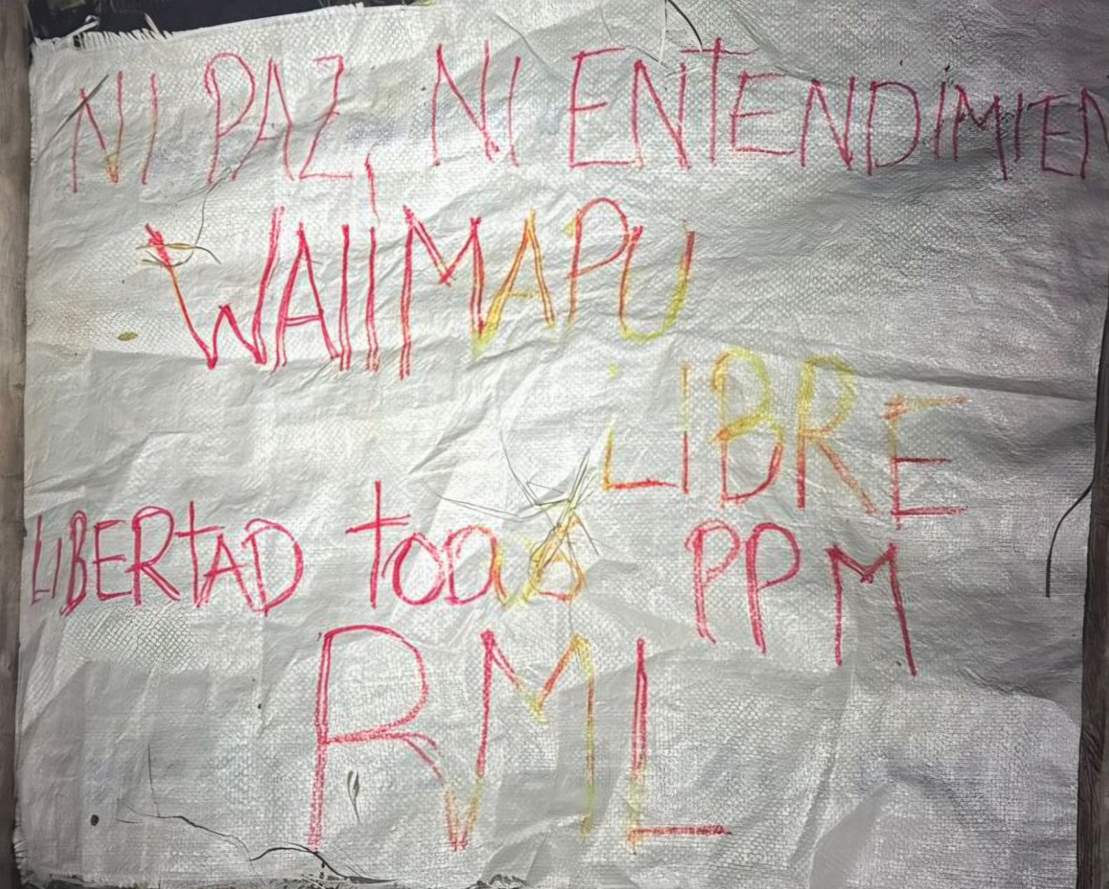 NI PAZ, NI ENTENDIMIEN
WAllMAPU
LIBRE
LIBERTAD todos PPM
RML